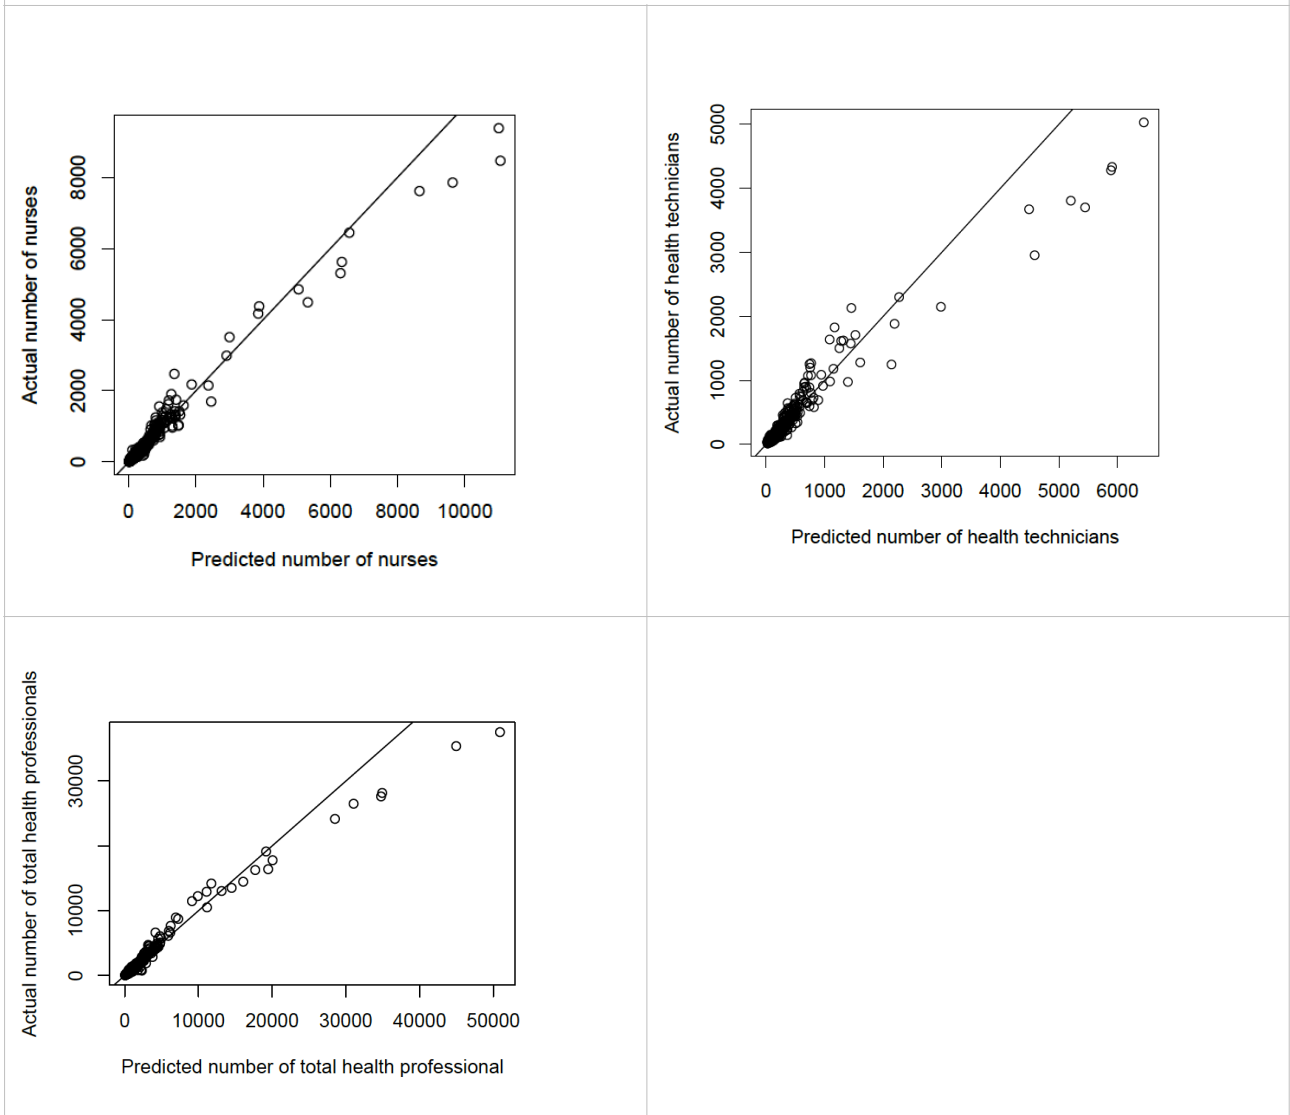 Actual number of nurses
8000
6000
4000
2000
0
0 2000 4000 6000 8000 10000
Predicted number of nurses
Actual number of health technicians
5000
4000
3000
2000
1000
0
0 1000 2000 3000 4000 5000 6000
Predicted number of health technicians
Actual number of total health professionals
30000
10000
0
0 10000 20000 30000 40000 50000
Predicted number of total health professional